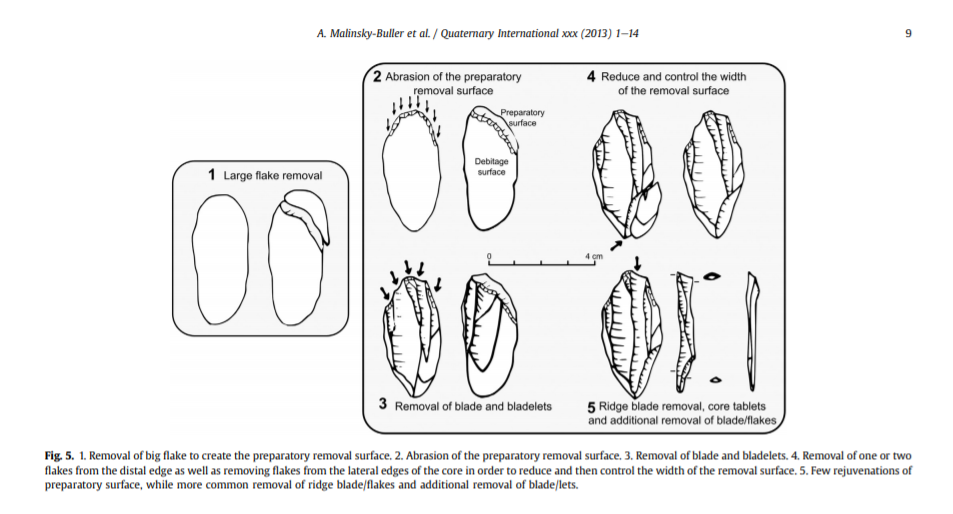 A. Malinsky-Buller et al. / Quaternary International xxx (2013) 1–14
9
1 Large flake removal
2 Abrasion of the preparatory
removal surface
Preparatory
surface
Debitage
surface
0
4 cm
3 Removal of blade and bladelets
4 Reduce and control the width
of the removal surface
5 Ridge blade removal, core tablets
and additional removal of blade/flakes
Fig. 5. 1. Removal of big flake to create the preparatory removal surface. 2. Abrasion of the preparatory removal surface. 3. Removal of blade and bladelets. 4. Removal of one or two
flakes from the distal edge as well as removing flakes from the lateral edges of the core in order to reduce and then control the width of the removal surface. 5. Few rejuvenations of
preparatory surface, while more common removal of ridge blade/flakes and additional removal of blade/lets.